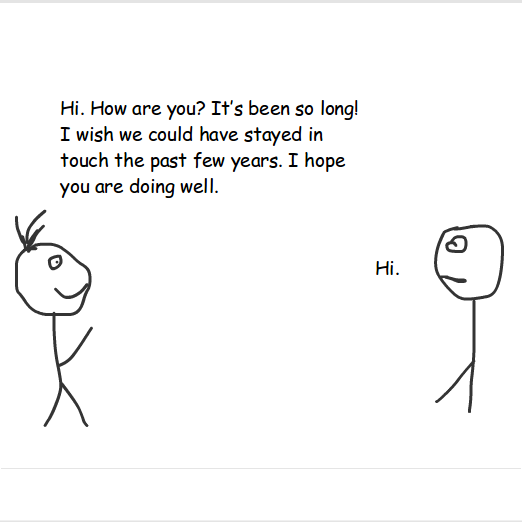 Hi. How are you? It's been so long!
I wish we could have stayed in
touch the past few years. I hope
you are doing well.
Hi.